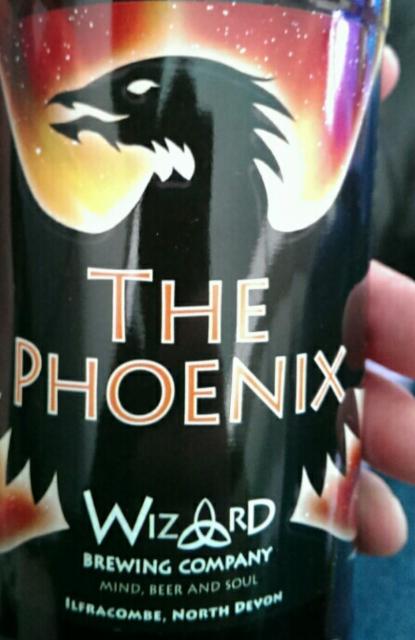 THE
PHOENIX
WIZARD
BREWING COMPANY
MIND, BEER AND SOUL
ILFRACOMBE, NORTH DEVON